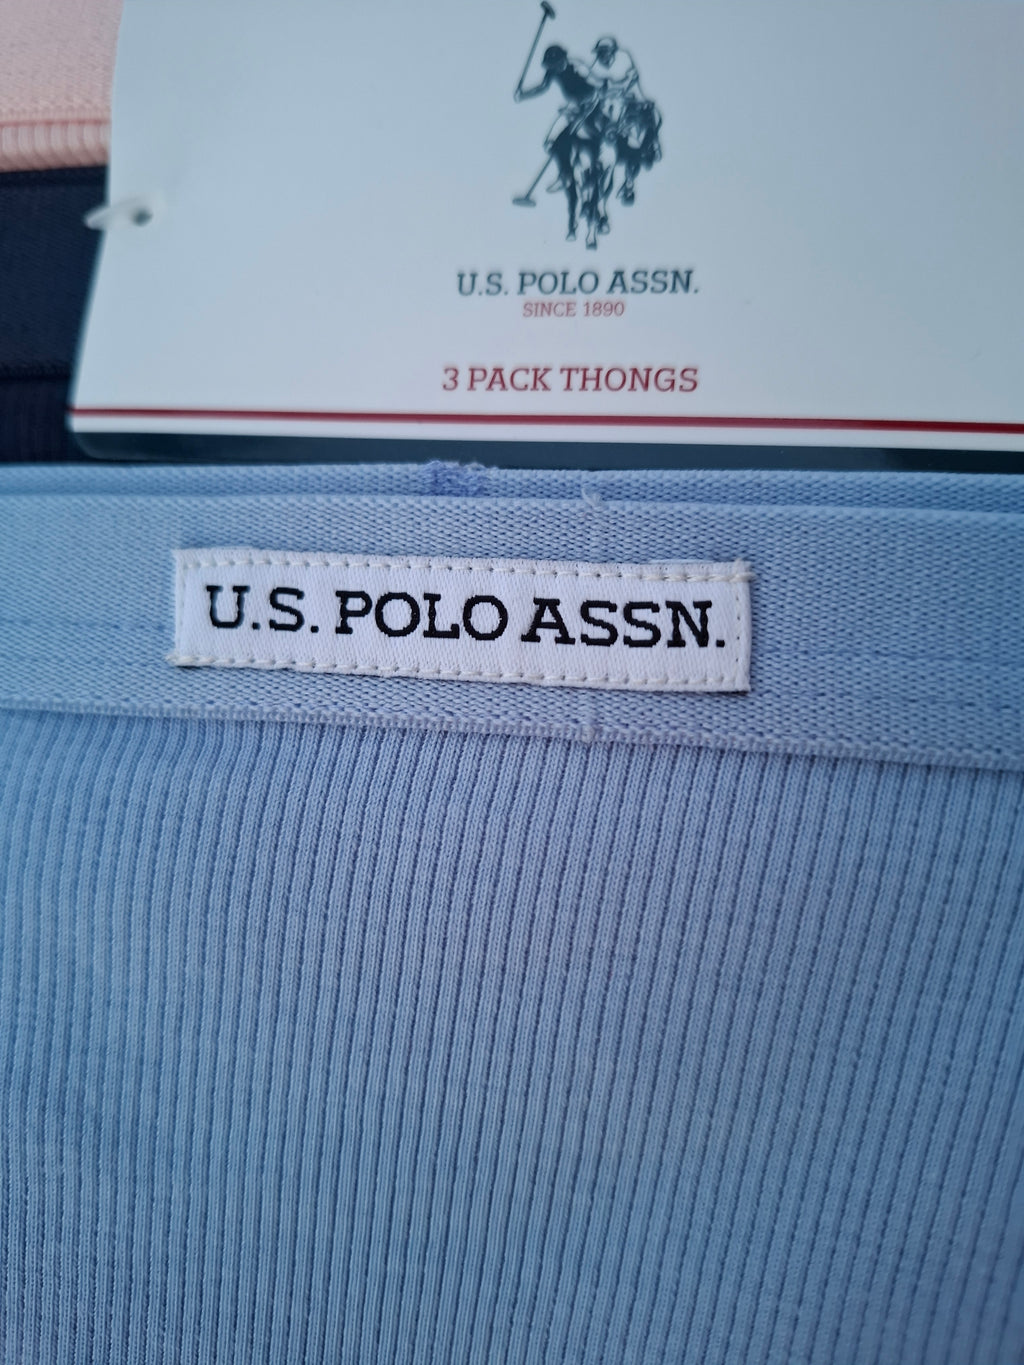 U.S. POLO ASSN.
SINCE 1890
3 PACK THONGS
U.S. POLO ASSN.